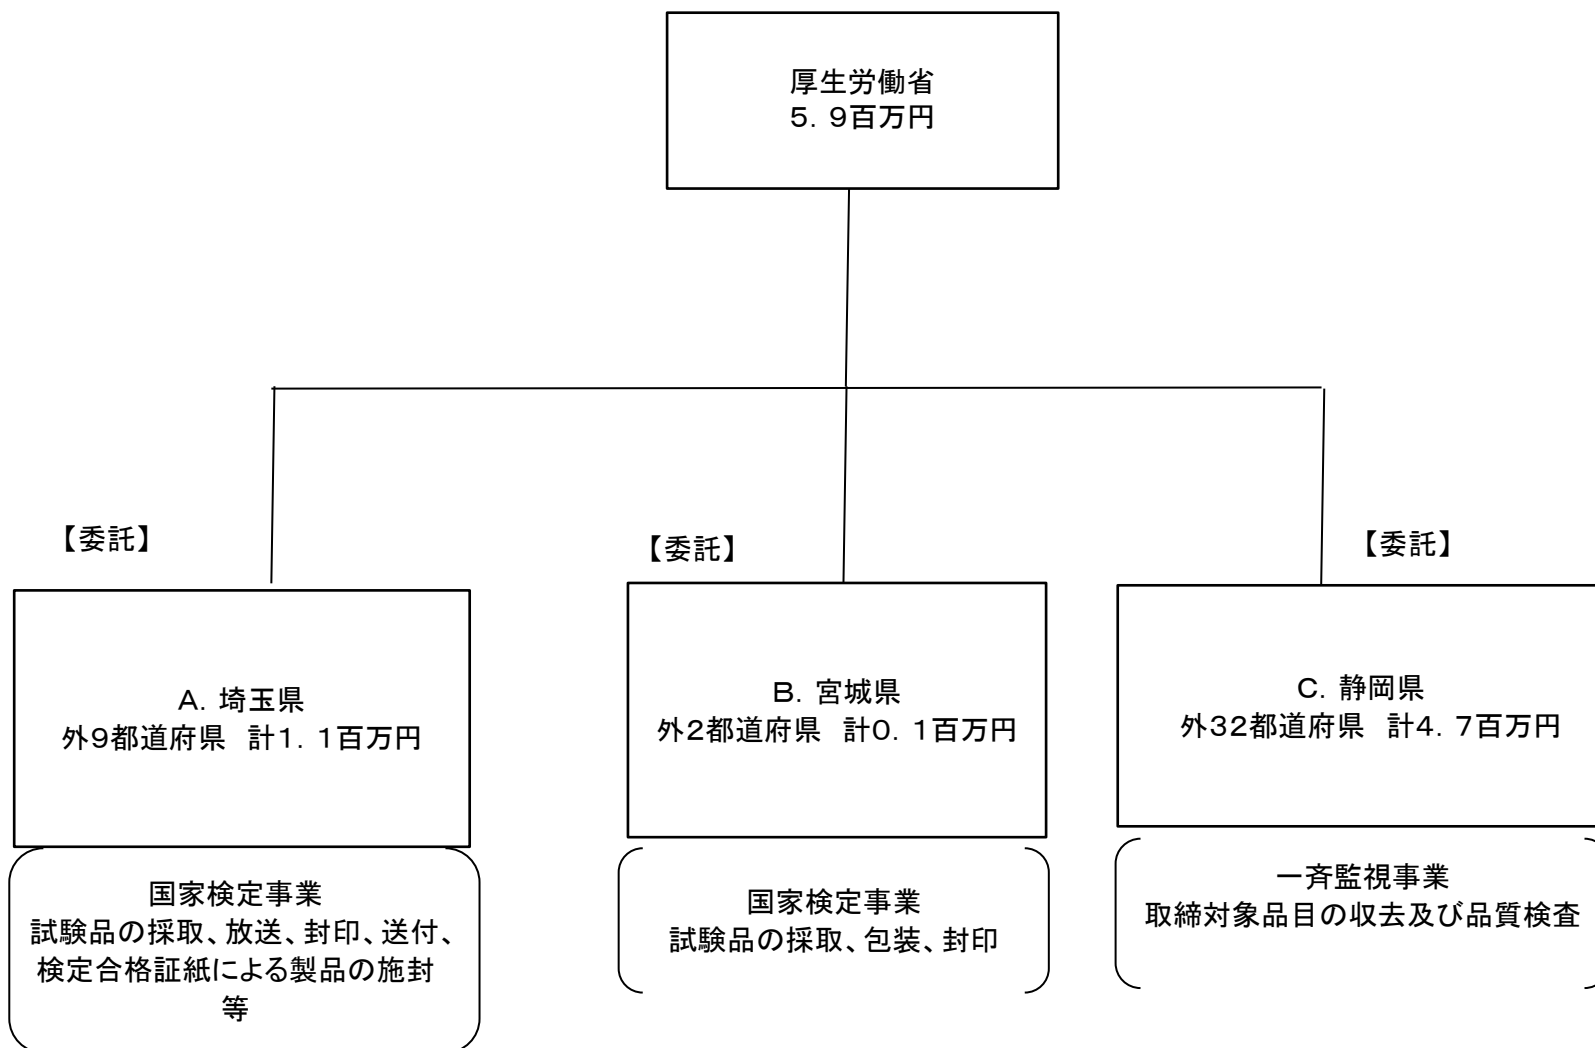 厚生労働省
5．9百万円
【委託】
【委託】
【委託】
A．埼玉県
外9都道府県　計1．1百万円
B．宮城県
外2都道府県　計0．1百万円
C．静岡県
外32都道府県　計4．7百万円
国家検定事業
試験品の採取、放送、封印、送付、
検定合格証紙による製品の施封
等
国家検定事業
試験品の採取、包装、封印
一斉監視事業
取締対象品目の収去及び品質検査